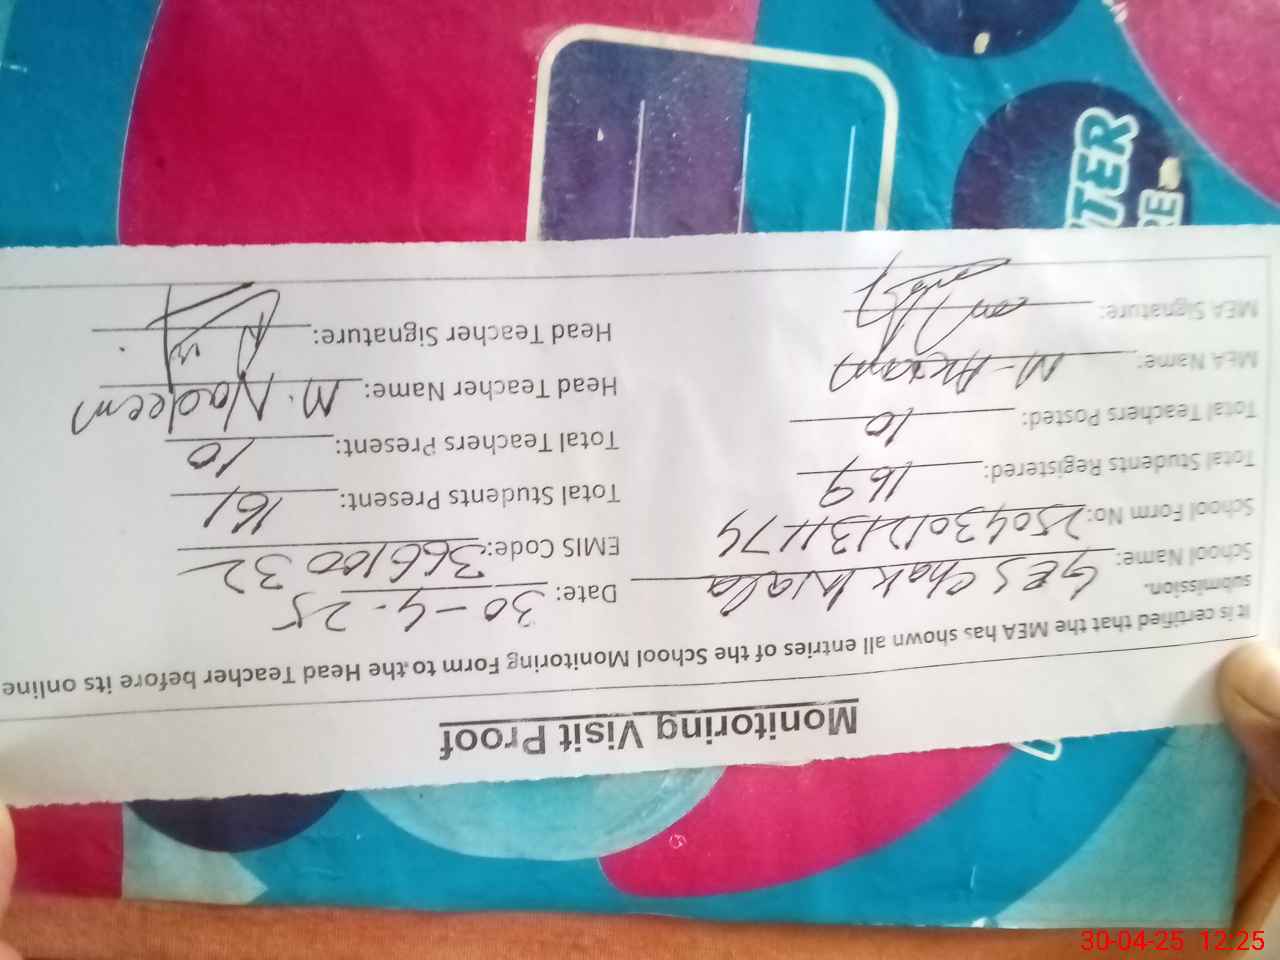 Monitoring Visit Proof
It is certified that the MEA has shown all entries of the School Monitoring Form to the Head Teacher before its online
submission. Date: 30-4-25
School Name: GES Chak Wala EMIS Code: 36610032
School Form No:
Total Students Registered: 169 Total Students Present: 161
Total Teachers Posted: 10 Total Teachers Present: 10
MEA Name: M-Akram Head Teacher Name: M. Nadeem
MEA Signature: Head Teacher Signature:
30-04-25 12:25